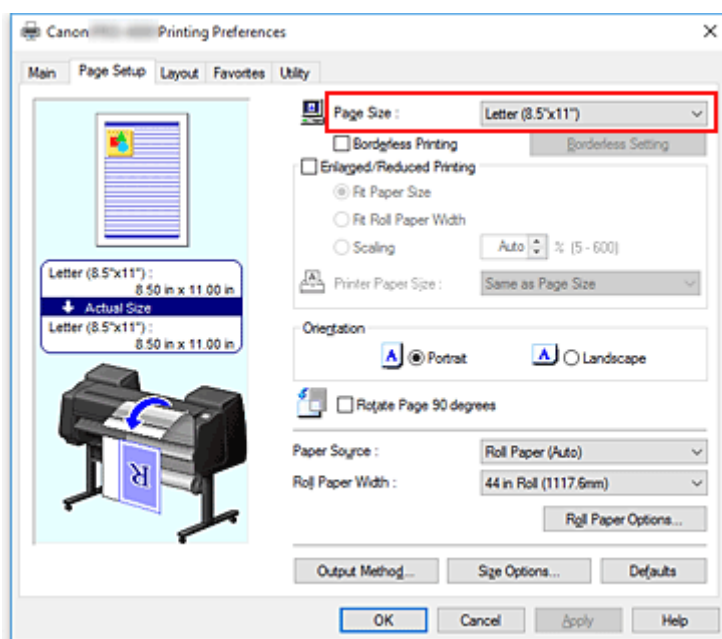 Canon Printing Preferences
Main Page Setup Layout Favorites Utility
Page Size : Letter (8.5"x11")
Borderless Printing Borderless Setting
Enlarged/Reduced Printing
Fit Paper Size
Fit Roll Paper Width
Scaling Auto % (5 - 600)
Printer Paper Size : Same as Page Size
Letter (8.5"x11") :
8.50 in x 11.00 in
Actual Size
Letter (8.5"x11") :
8.50 in x 11.00 in
Orientation
A Portrait A Landscape
Rotate Page 90 degrees
R
Paper Source : Roll Paper (Auto)
Roll Paper Width : 44 in Roll (1117.6mm)
Roll Paper Options...
Output Method... Size Options... Defaults
OK Cancel Apply Help